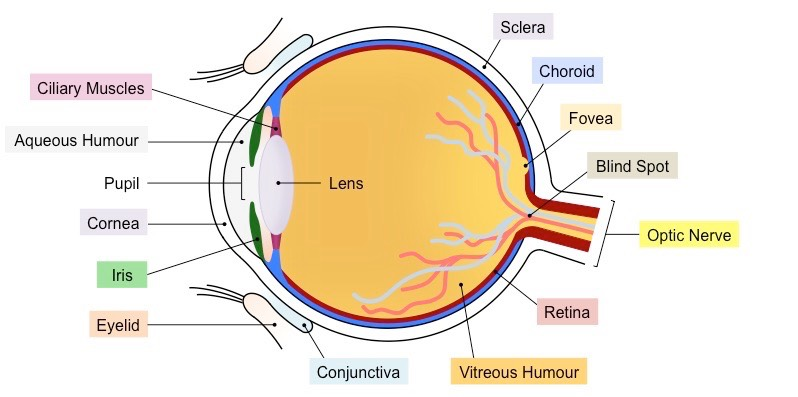 Sclera
Choroid
Ciliary Muscles
Fovea
Aqueous Humour
Blind Spot
Pupil
Lens
Cornea
Optic Nerve
Iris
Retina
Eyelid
Conjunctiva
Vitreous Humour